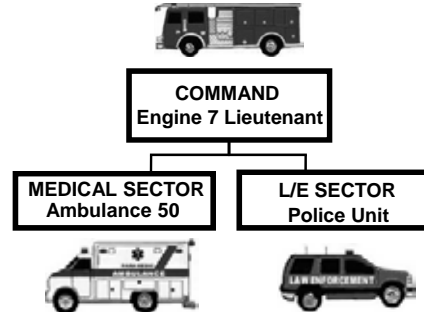 COMMAND
Engine 7 Lieutenant
MEDICAL SECTOR
Ambulance 50
L/E SECTOR
Police Unit
AMBULANCE
LAW ENFORCEMENT